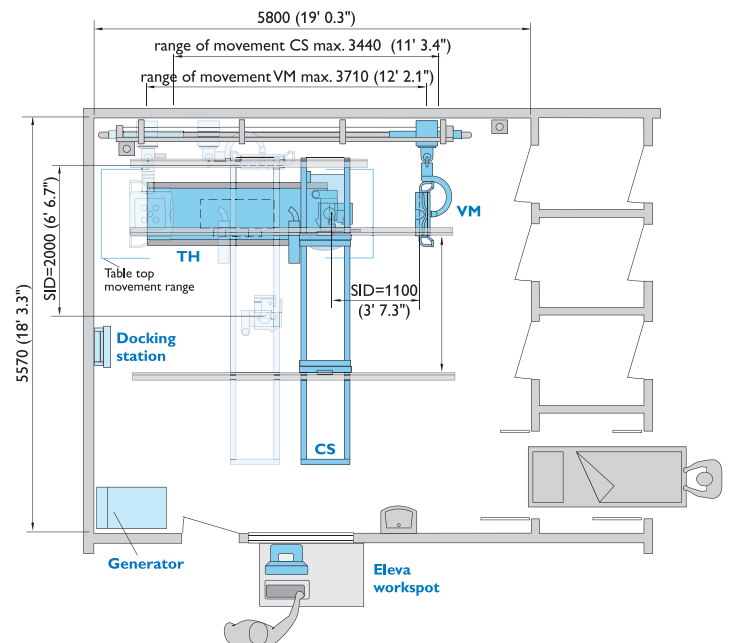 5800 (19' 0.3")
range of movement CS max. 3440 (11' 3.4")
range of movement VM max. 3710 (12' 2.1")
SID=2000 (6' 6.7")
5570 (18' 3.3")
VM
TH
Table top
movement range
SID=1100
(3' 7.3")
Docking
station
CS
Generator
Eleva
workspot